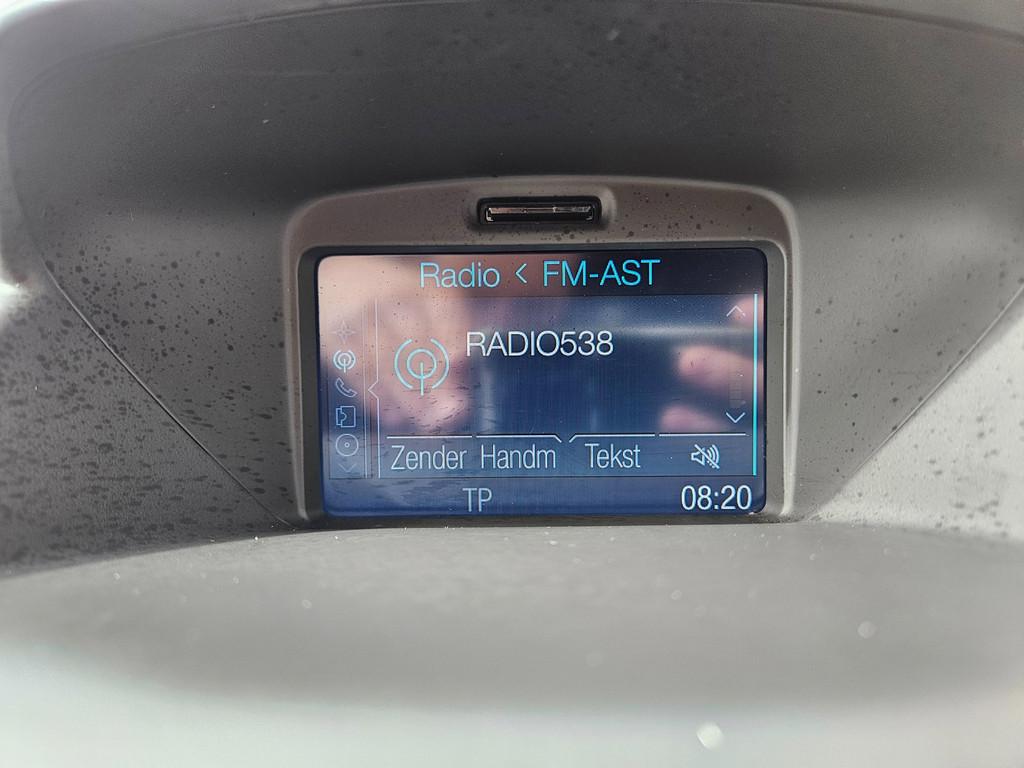 Radio < FM-AST
RADIO538
Zender Handm Tekst
TP 08:20